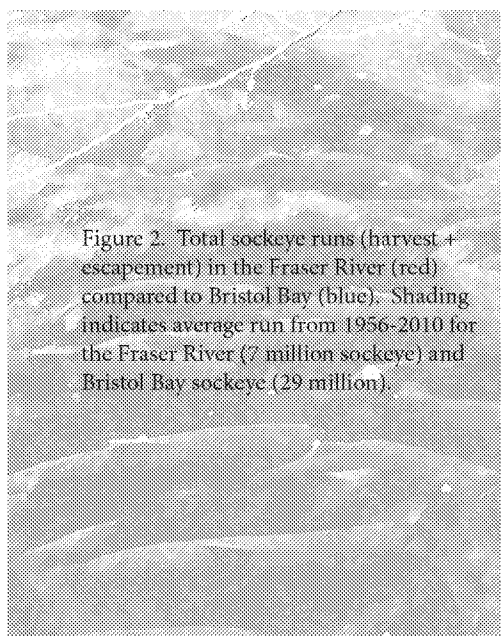 Figure 2. Total sockeye runs (harvest +
escapement) in the Fraser River (red)
compared to Bristol Bay (blue). Shading
indicates average run from 1956-2010 for
the Fraser River (7 million sockeye) and
Bristol Bay sockeye (29 million).